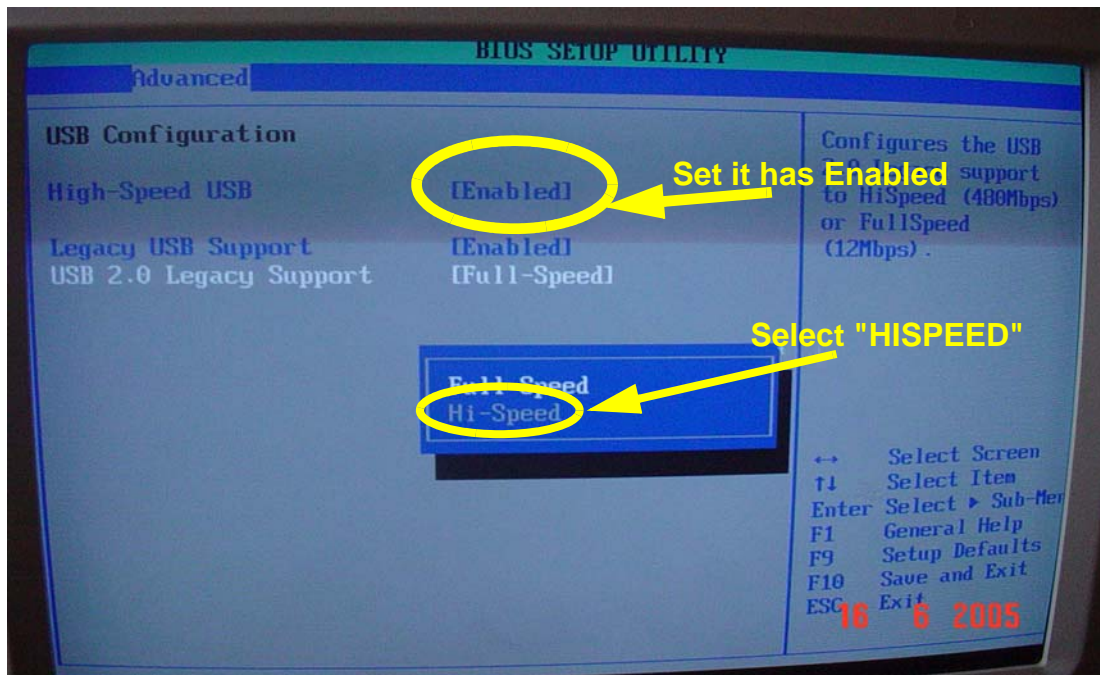 BIOS SETUP UTILITY
Advanced
USB Configuration
High-Speed USB [Enabled]
Legacy USB Support [Enabled]
USB 2.0 Legacy Support [Full-Speed]
Full-Speed
Hi-Speed
Set it has Enabled
Select "HISPEED"
Configures the USB
2.0 Legacy support
to HiSpeed (480Mbps)
or FullSpeed
(12Mbps).
↔ Select Screen
↑↓ Select Item
Enter Select ▶ Sub-Men
F1 General Help
F9 Setup Defaults
F10 Save and Exit
ESC Exit
16 6 2005